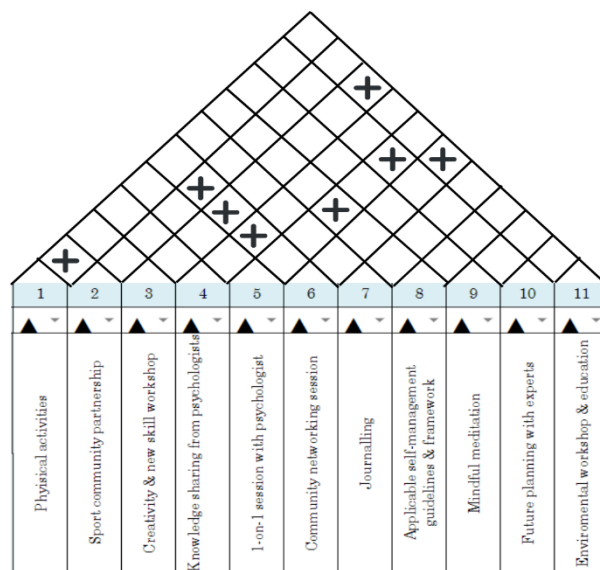 1 2 3 4 5 6 7 8 9 10 11
Phyisical activities
Sport community partnership
Creativity & new skill workshop
Knowledge sharing from psychologists
1-on-1 session with psychologist
Community networking session
Journalling
Applicable self-management
guidelines & framework
Mindful meditation
Future planning with experts
Enviromental workshop & education